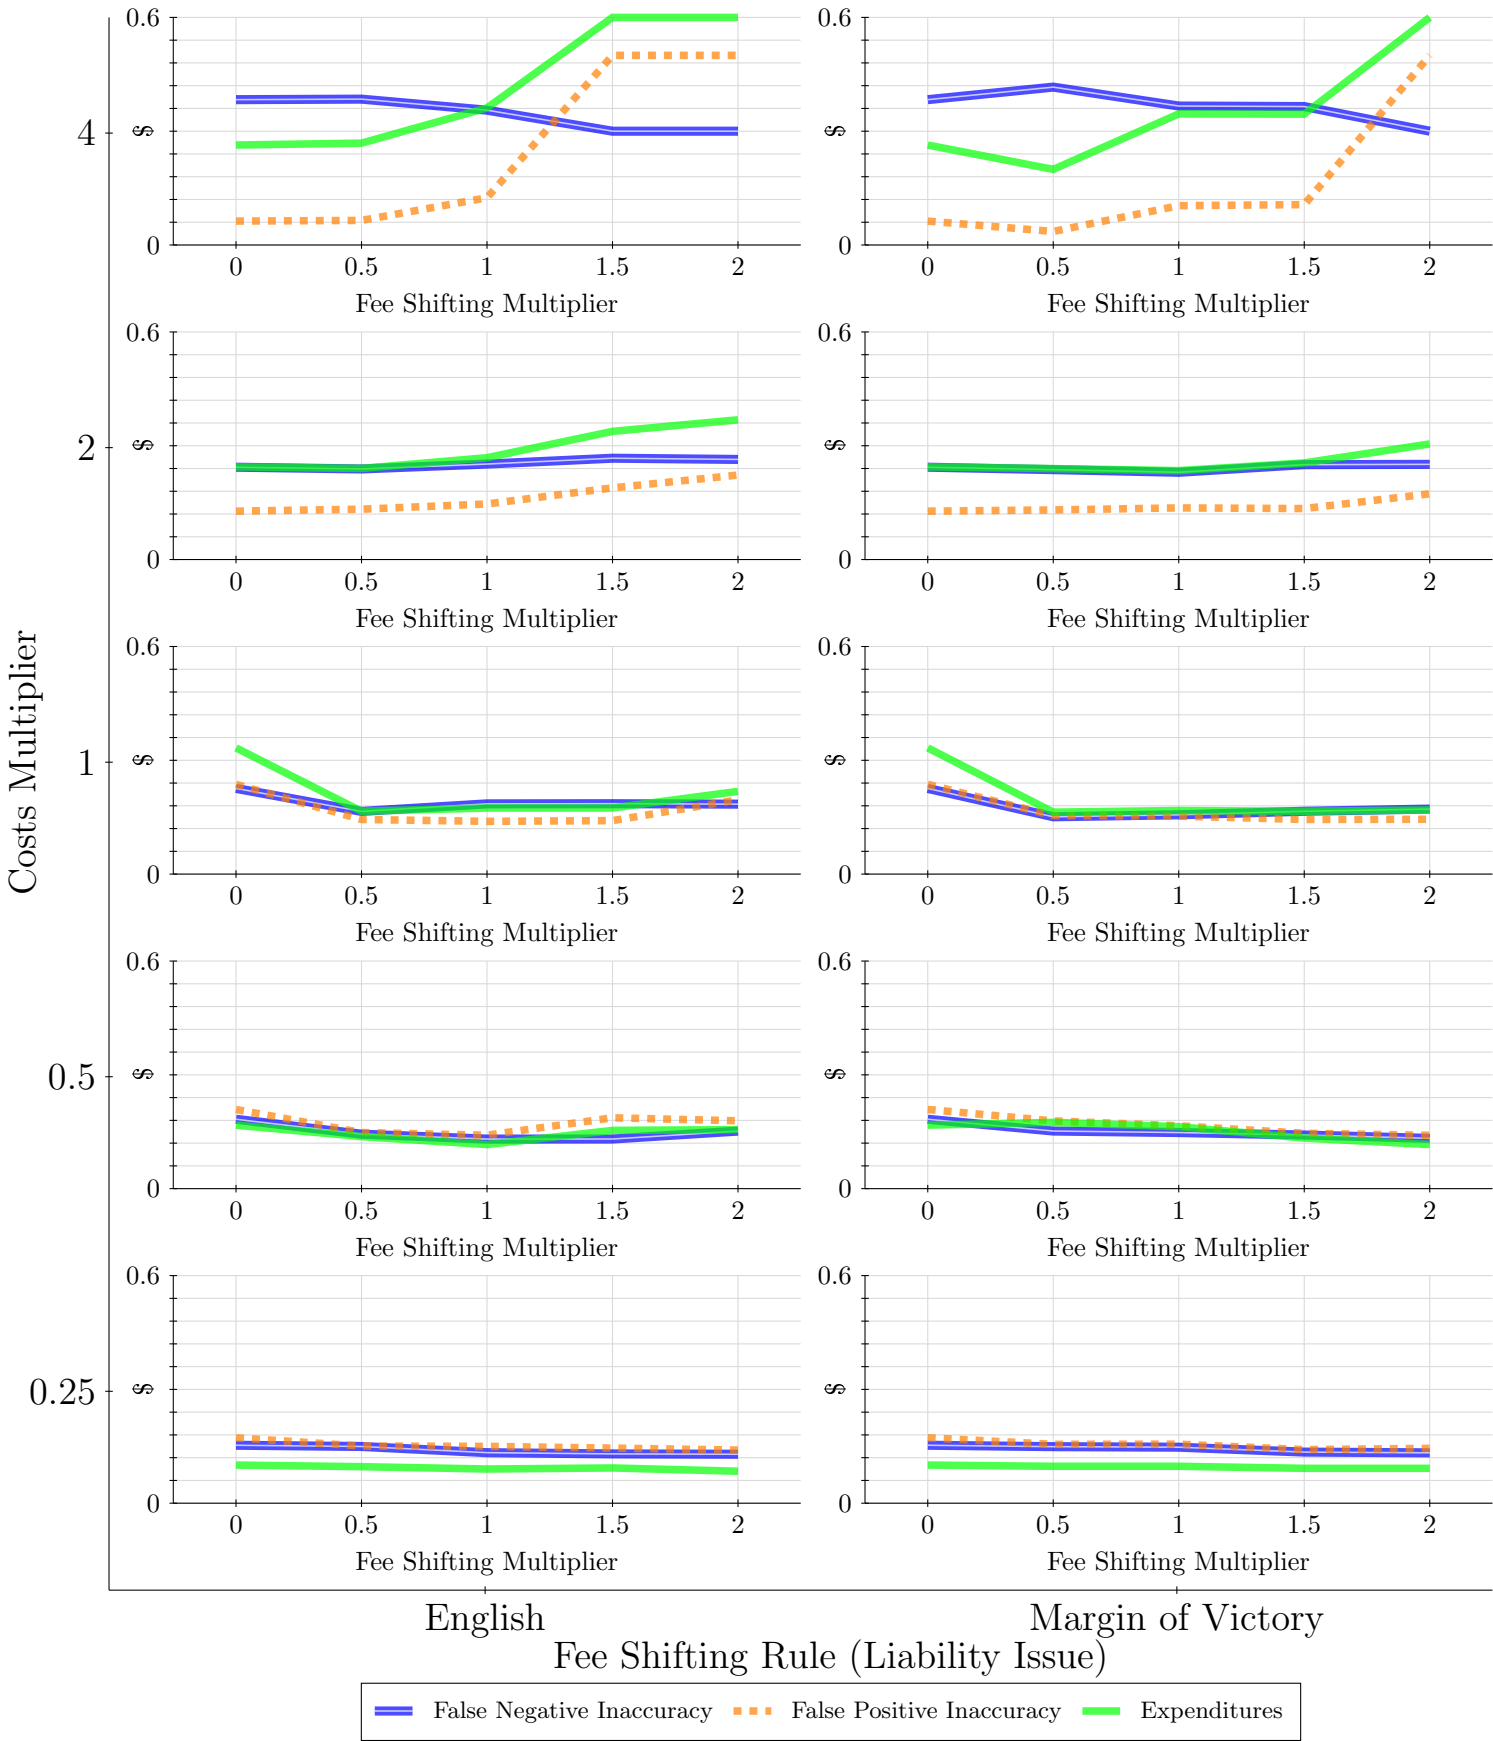 Costs Multiplier
4
0.6
$
0
0 0.5 1 1.5 2
Fee Shifting Multiplier
0.6
$
0
0 0.5 1 1.5 2
Fee Shifting Multiplier
2
0.6
$
0
0 0.5 1 1.5 2
Fee Shifting Multiplier
0.6
$
0
0 0.5 1 1.5 2
Fee Shifting Multiplier
1
0.6
$
0
0 0.5 1 1.5 2
Fee Shifting Multiplier
0.6
$
0
0 0.5 1 1.5 2
Fee Shifting Multiplier
0.5
0.6
$
0
0 0.5 1 1.5 2
Fee Shifting Multiplier
0.6
$
0
0 0.5 1 1.5 2
Fee Shifting Multiplier
0.25
0.6
$
0
0 0.5 1 1.5 2
Fee Shifting Multiplier
0.6
$
0
0 0.5 1 1.5 2
Fee Shifting Multiplier
English
Margin of Victory
Fee Shifting Rule (Liability Issue)
False Negative Inaccuracy False Positive Inaccuracy Expenditures